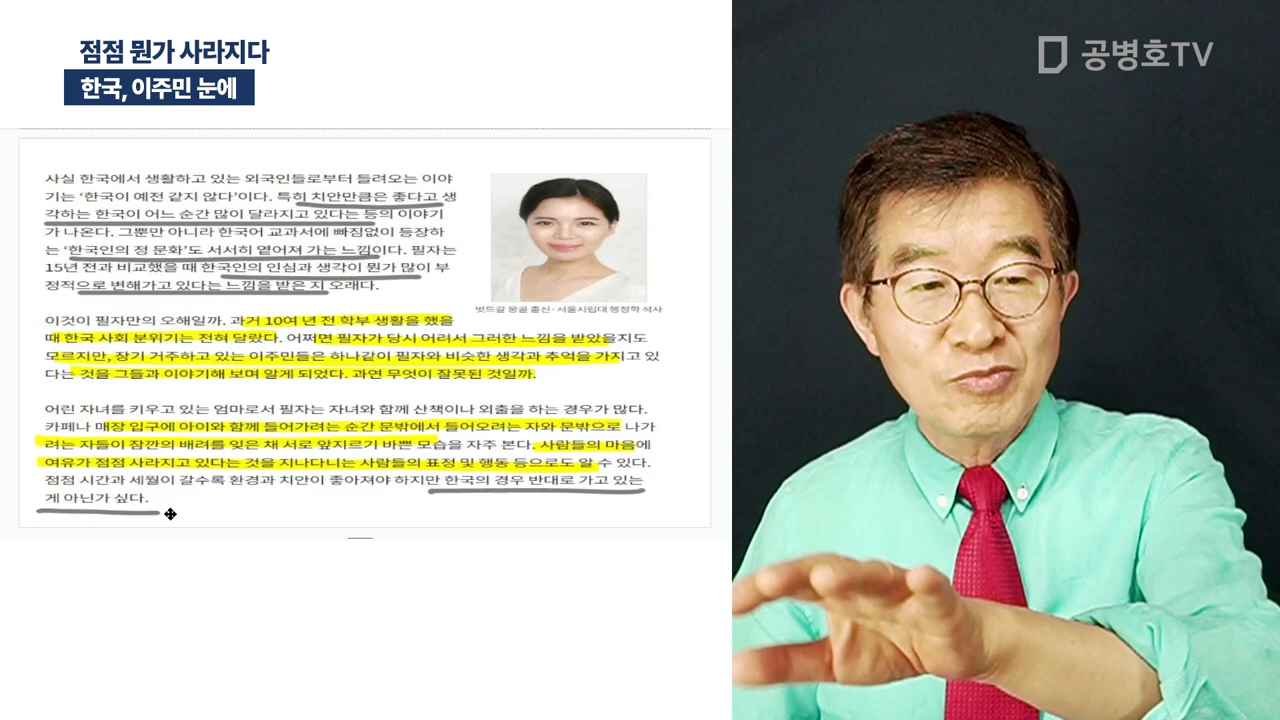 점점 뭔가 사라지다
한국, 이주민 눈에
공병호TV
사실 한국에서 생활하고 있는 외국인들로부터 들려오는 이야
기는 ‘한국이 예전 같지 않다’이다. 특히 치안만큼은 좋다고 생
각하는 한국이 어느 순간 많이 달라지고 있다는 등의 이야기
가 나온다. 그뿐만 아니라 한국어 교과서에 빠짐없이 등장하
는 ‘한국인의 정 문화’도 서서히 옅어져 가는 느낌이다. 필자는
15년 전과 비교했을 때 한국인의 인심과 생각이 뭔가 많이 부
정적으로 변해가고 있다는 느낌을 받은 지 오래다.
벗드갈 몽골 출신·서울시립대 행정학 석사
이것이 필자만의 오해일까. 과거 10여 년 전 학부 생활을 했을
때 한국 사회 분위기는 전혀 달랐다. 어쩌면 필자가 당시 어려서 그러한 느낌을 받았을지도
모르지만, 장기 거주하고 있는 이주민들은 하나같이 필자와 비슷한 생각과 추억을 가지고 있
다는 것을 그들과 이야기해 보며 알게 되었다. 과연 무엇이 잘못된 것일까.
어린 자녀를 키우고 있는 엄마로서 필자는 자녀와 함께 산책이나 외출을 하는 경우가 많다.
카페나 매장 입구에 아이와 함께 들어가려는 순간 문밖에서 들어오려는 자와 문밖으로 나가
려는 자들이 잠깐의 배려를 잊은 채 서로 앞지르기 바쁜 모습을 자주 본다. 사람들의 마음에
여유가 점점 사라지고 있다는 것을 지나다니는 사람들의 표정 및 행동 등으로도 알 수 있다.
점점 시간과 세월이 갈수록 환경과 치안이 좋아져야 하지만 한국의 경우 반대로 가고 있는
게 아닌가 싶다.